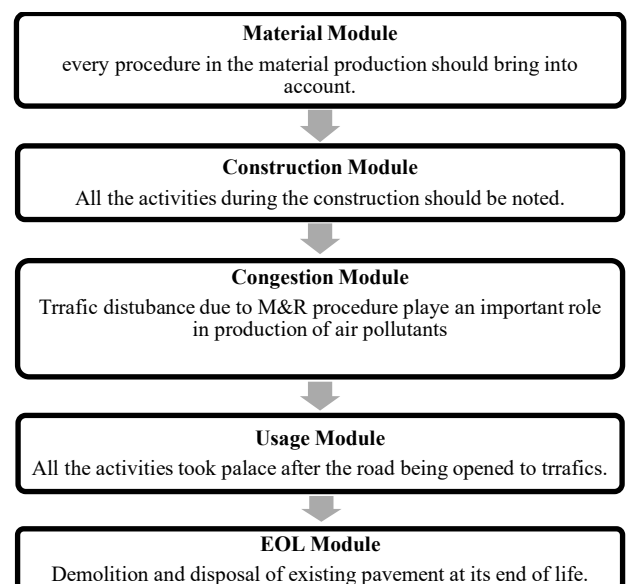 Material Module
every procedure in the material production should bring into
account.
Construction Module
All the activities during the construction should be noted.
Congestion Module
Trrafic distubance due to M&R procedure playe an important role
in production of air pollutants
Usage Module
All the activities took palace after the road being opened to trrafics.
EOL Module
Demolition and disposal of existing pavement at its end of life.